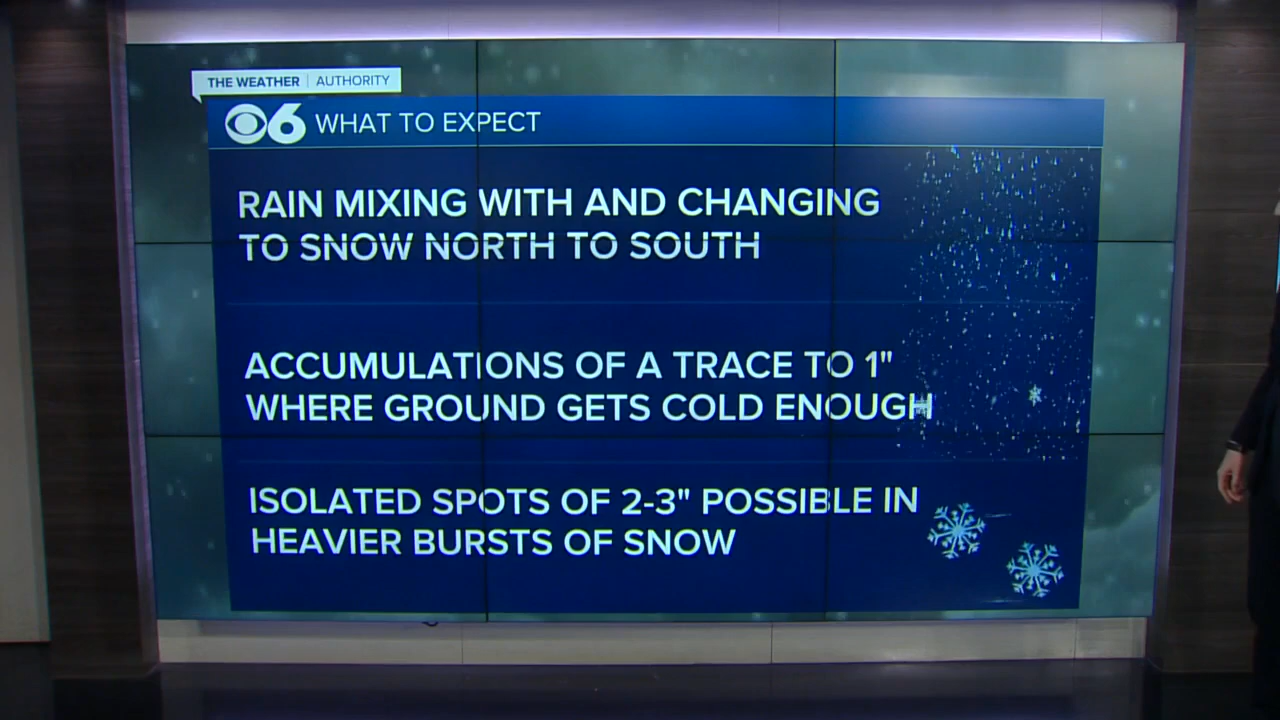 THE WEATHER | AUTHORITY
6 WHAT TO EXPECT
RAIN MIXING WITH AND CHANGING
TO SNOW NORTH TO SOUTH
ACCUMULATIONS OF A TRACE TO 1"
WHERE GROUND GETS COLD ENOUGH
ISOLATED SPOTS OF 2-3" POSSIBLE IN
HEAVIER BURSTS OF SNOW